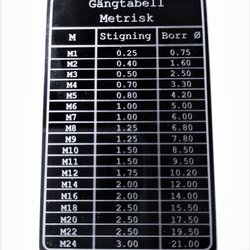 Gängtabell
Metrisk
M Stigning Borr Ø
M1 0.25 0.75
M2 0.40 1.60
M3 0.50 2.50
M4 0.70 3.30
M5 0.80 4.20
M6 1.00 5.00
M7 1.00 6.00
M8 1.25 6.80
M9 1.25 7.80
M10 1.50 8.50
M11 1.50 9.50
M12 1.75 10.20
M14 2.00 12.00
M16 2.00 14.00
M18 2.50 15.50
M20 2.50 17.50
M22 2.50 19.50
M24 3.00 21.00